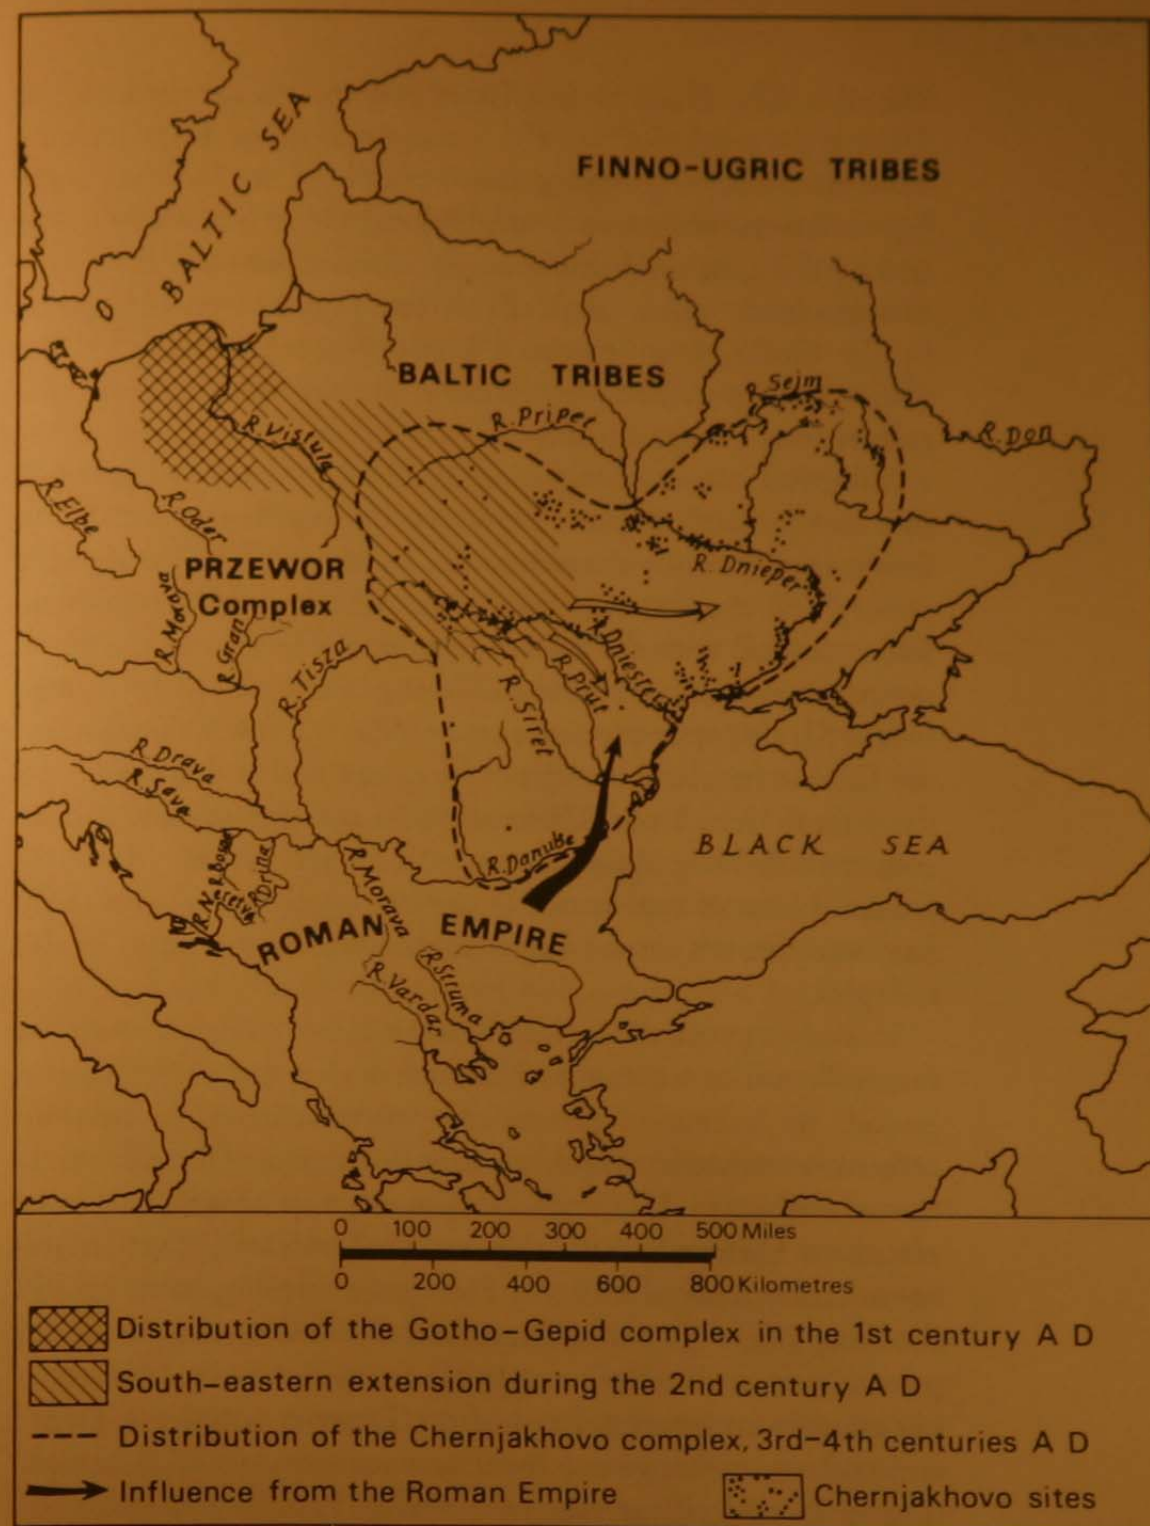 BALTIC SEA
FINNO-UGRIC TRIBES
BALTIC TRIBES
R. Sejm
R. Pripet
R. Vistula
R. Don
R. Elbe
R. Oder
PRZEWOR
Complex
R. Dnieper
R. Morava
R. Gran
R. Tisza
R. Dniester
R. Prut
R. Siret
R. Drava
R. Sava
BLACK SEA
R. Danube
R. Bosna
R. Drina
R. Neretva
R. Morava
ROMAN EMPIRE
R. Struma
R. Vardar
0 100 200 300 400 500 Miles
0 200 400 600 800 Kilometres
Distribution of the Gotho-Gepid complex in the 1st century A D
South-eastern extension during the 2nd century A D
Distribution of the Chernjakhovo complex, 3rd-4th centuries A D
Influence from the Roman Empire
Chernjakhovo sites